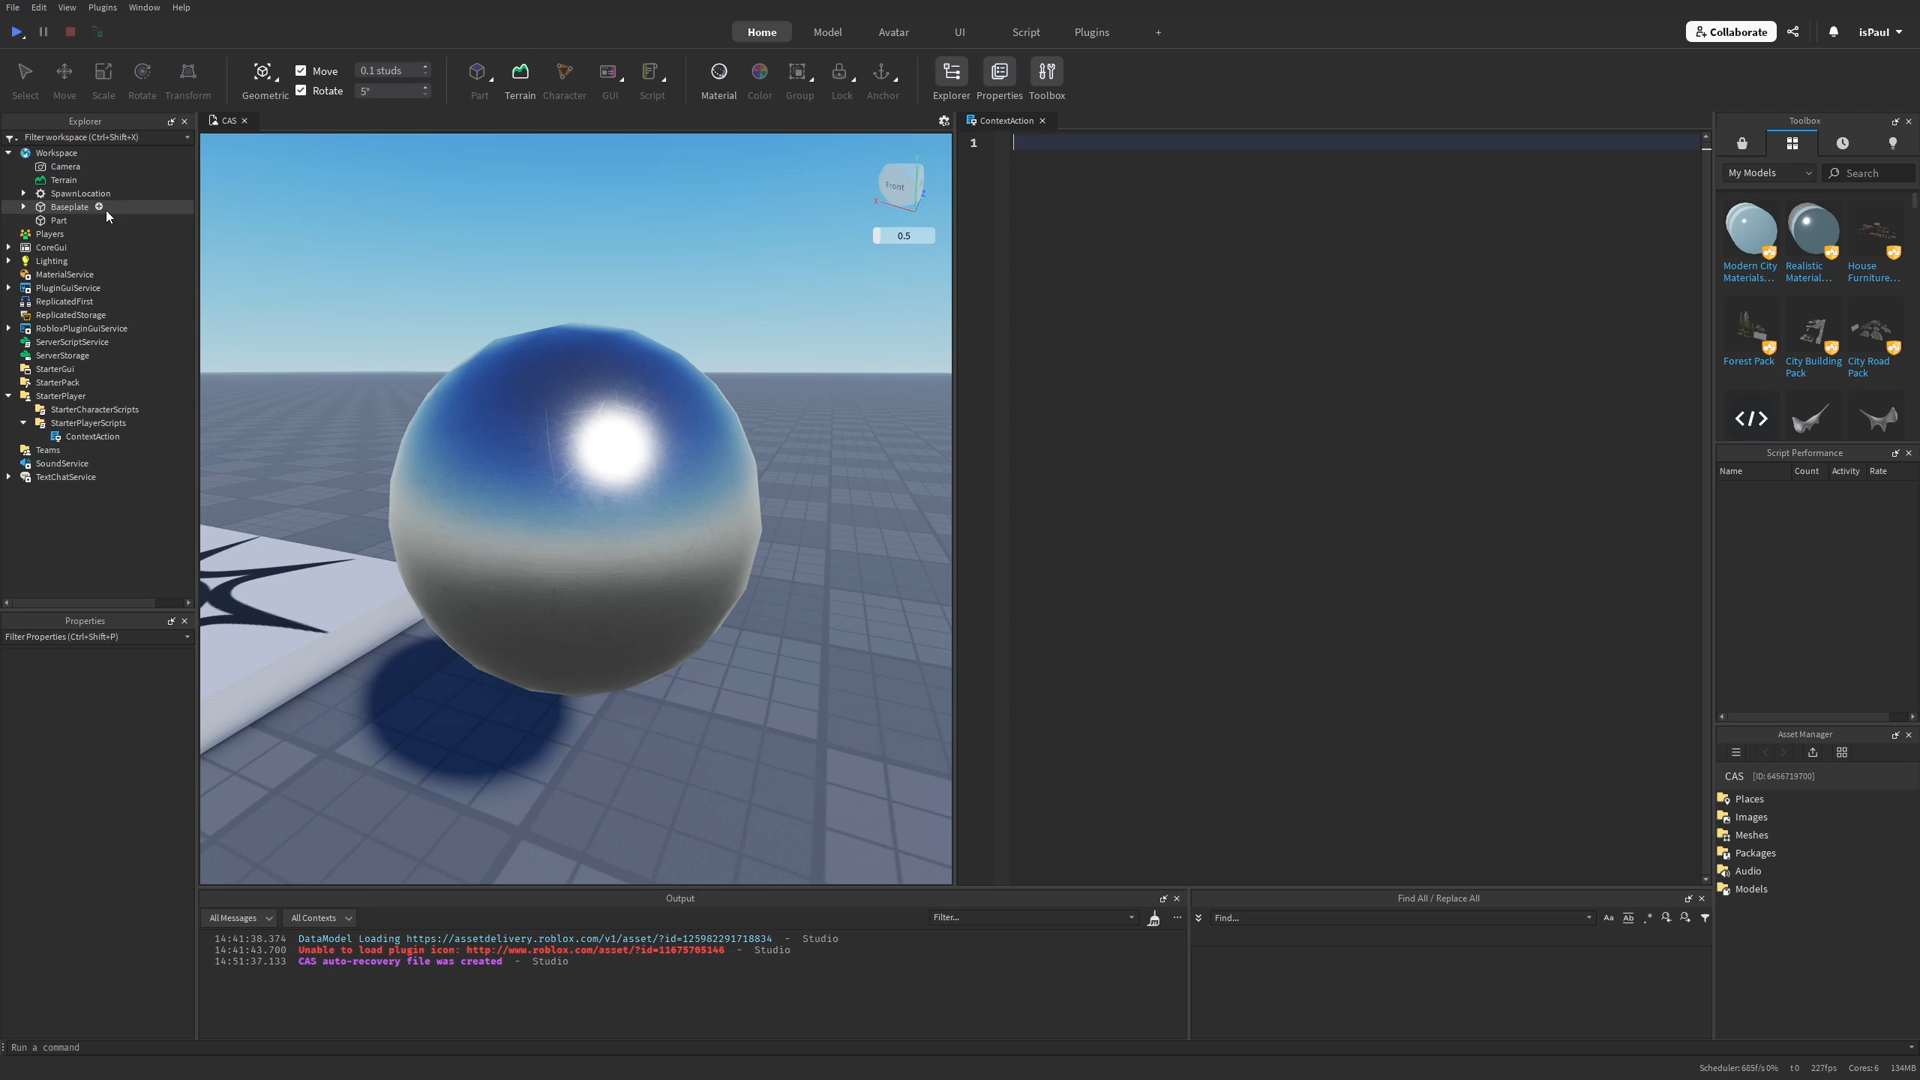 File Edit View Plugins Window Help
Home Model Avatar UI Script Plugins +
Collaborate isPaul
Select Move Scale Rotate Transform
Geometric Move 0.1 studs
Rotate 5°
Part Terrain Character GUI Script
Material Color Group Lock Anchor
Explorer Properties Toolbox
Explorer
Filter workspace (Ctrl+Shift+X)
Workspace
Camera
Terrain
SpawnLocation
Baseplate
Part
Players
CoreGui
Lighting
MaterialService
PluginGuiService
ReplicatedFirst
ReplicatedStorage
RobloxPluginGuiService
ServerScriptService
ServerStorage
StarterGui
StarterPack
StarterPlayer
StarterCharacterScripts
StarterPlayerScripts
ContextAction
Teams
SoundService
TextChatService
Properties
Filter Properties (Ctrl+Shift+P)
CAS
Front
X
Y
Z
0.5
ContextAction
1
Toolbox
My Models Search
Modern City Materials...
Realistic Material...
House Furniture...
Forest Pack
City Building Pack
City Road Pack
Script Performance
Name Count Activity Rate
Asset Manager
CAS [ID: 6456719700]
Places
Images
Meshes
Packages
Audio
Models
Output
All Messages All Contexts Filter...
14:41:38.374 DataModel Loading https://assetdelivery.roblox.com/v1/asset/?id=125982291718834 - Studio
14:41:43.700 Unable to load plugin icon: http://www.roblox.com/asset/?id=11675705146 - Studio
14:51:37.133 CAS auto-recovery file was created - Studio
Find All / Replace All
Find... Aa Ab .*
Run a command
Scheduler: 685f/s 0% t0 227fps Cores: 6 134MB